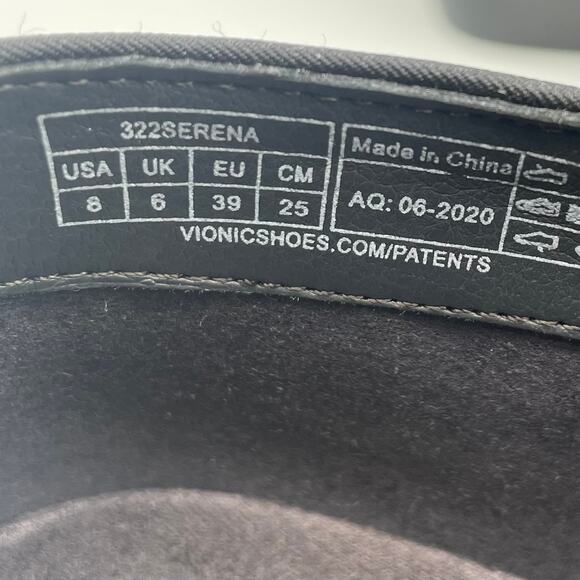 322SERENA
USA UK EU CM
8 6 39 25
Made in China
AQ: 06-2020
VIONICSHOES.COM/PATENTS